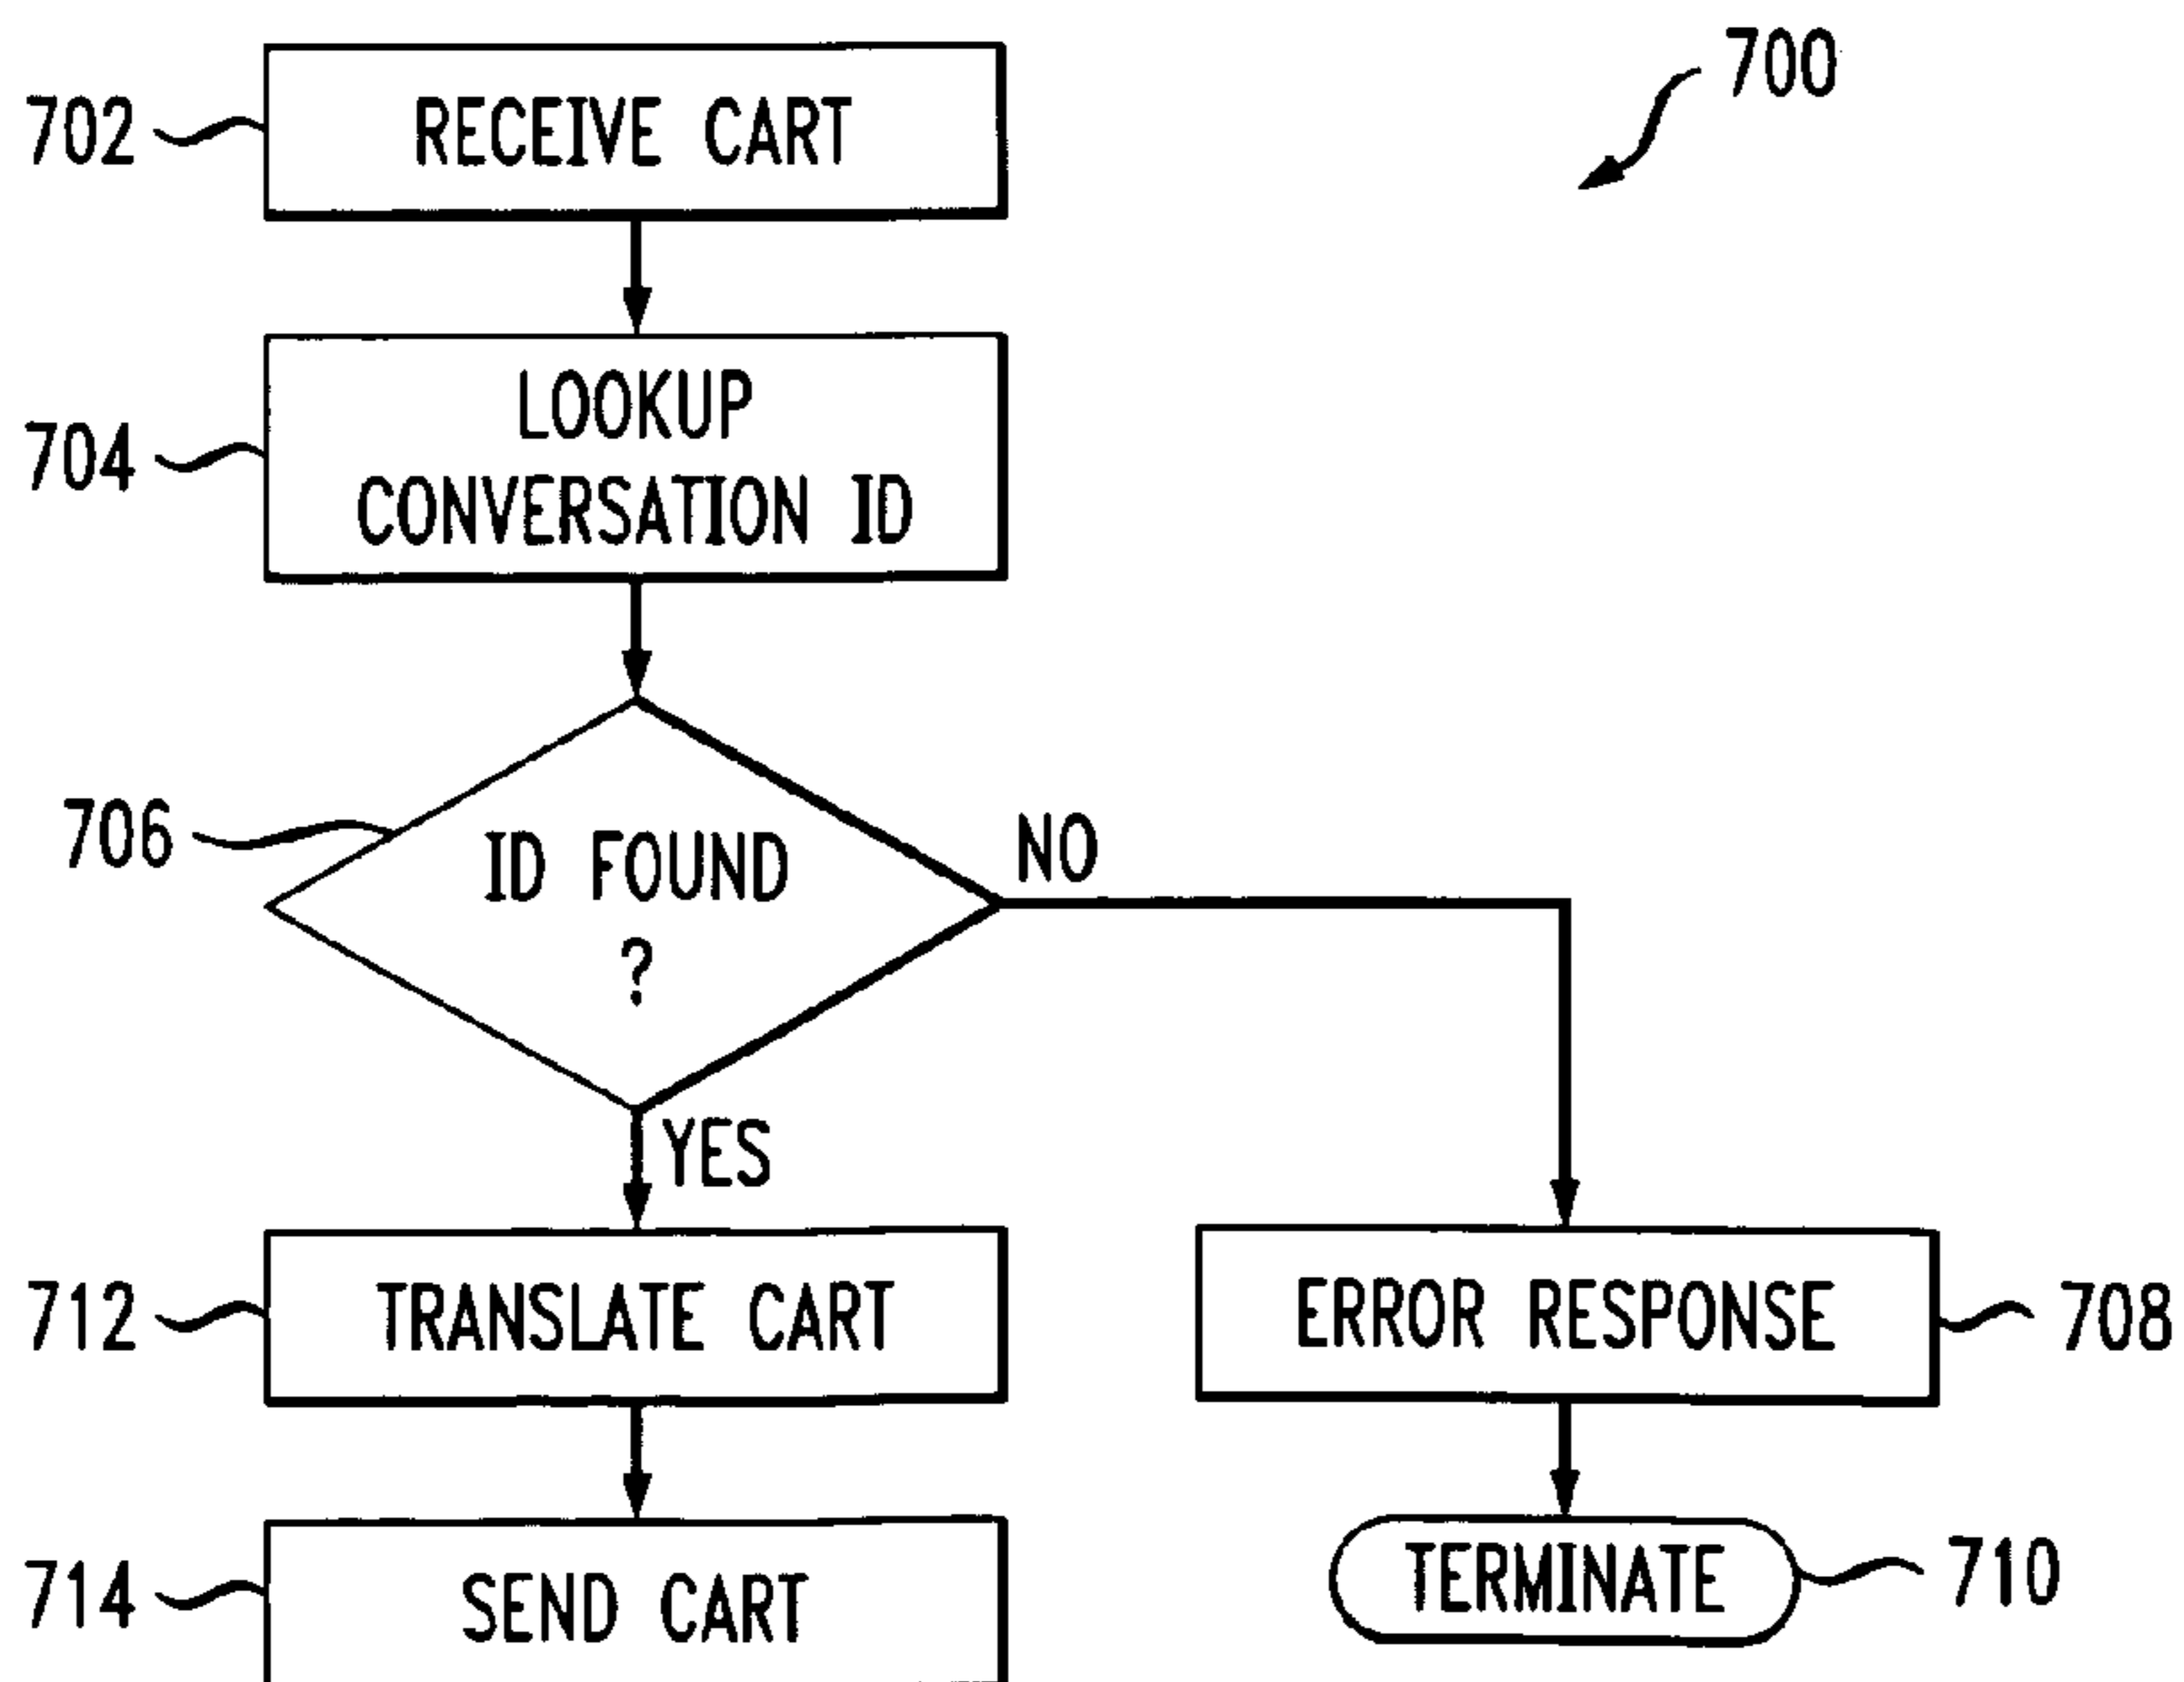 700
702
RECEIVE CART
704
LOOKUP
CONVERSATION ID
706
ID FOUND
?
NO
YES
712
TRANSLATE CART
ERROR RESPONSE
708
714
SEND CART
TERMINATE
710